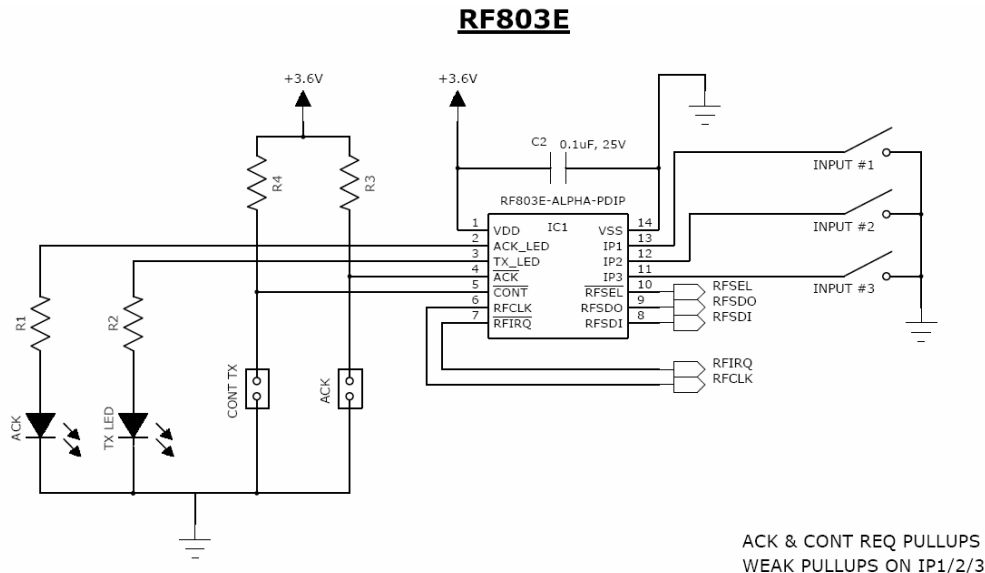 RF803E
+3.6V
+3.6V
C2 0.1uF, 25V
R4
R3
INPUT #1
RF803E-ALPHA-PDIP
IC1
1 VDD
2 ACK_LED
3 TX_LED
4 ACK
5 CONT
6 RFCLK
7 RFIRQ
VSS 14
IP1 13
IP2 12
IP3 11
RFSEL 10
RFSDO 9
RFSDI 8
INPUT #2
INPUT #3
RFSEL
RFSDO
RFSDI
RFIRQ
RFCLK
R1
R2
CONT TX
ACK
ACK
TX LED
ACK & CONT REQ PULLUPS
WEAK PULLUPS ON IP1/2/3